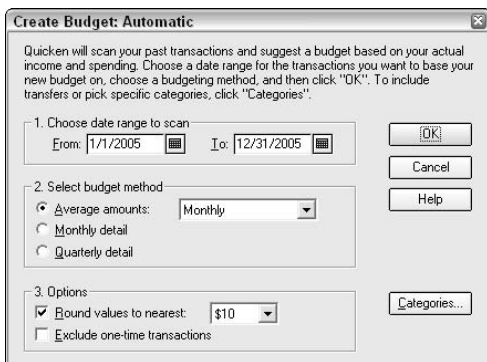 Create Budget: Automatic
Quicken will scan your past transactions and suggest a budget based on your actual
income and spending. Choose a date range for the transactions you want to base your
new budget on, choose a budgeting method, and then click "OK". To include
transfers or pick specific categories, click "Categories".
1. Choose date range to scan
From: 1/1/2005 To: 12/31/2005
OK
Cancel
Help
2. Select budget method
Average amounts: Monthly
Monthly detail
Quarterly detail
3. Options
Round values to nearest: $10
Exclude one-time transactions
Categories...